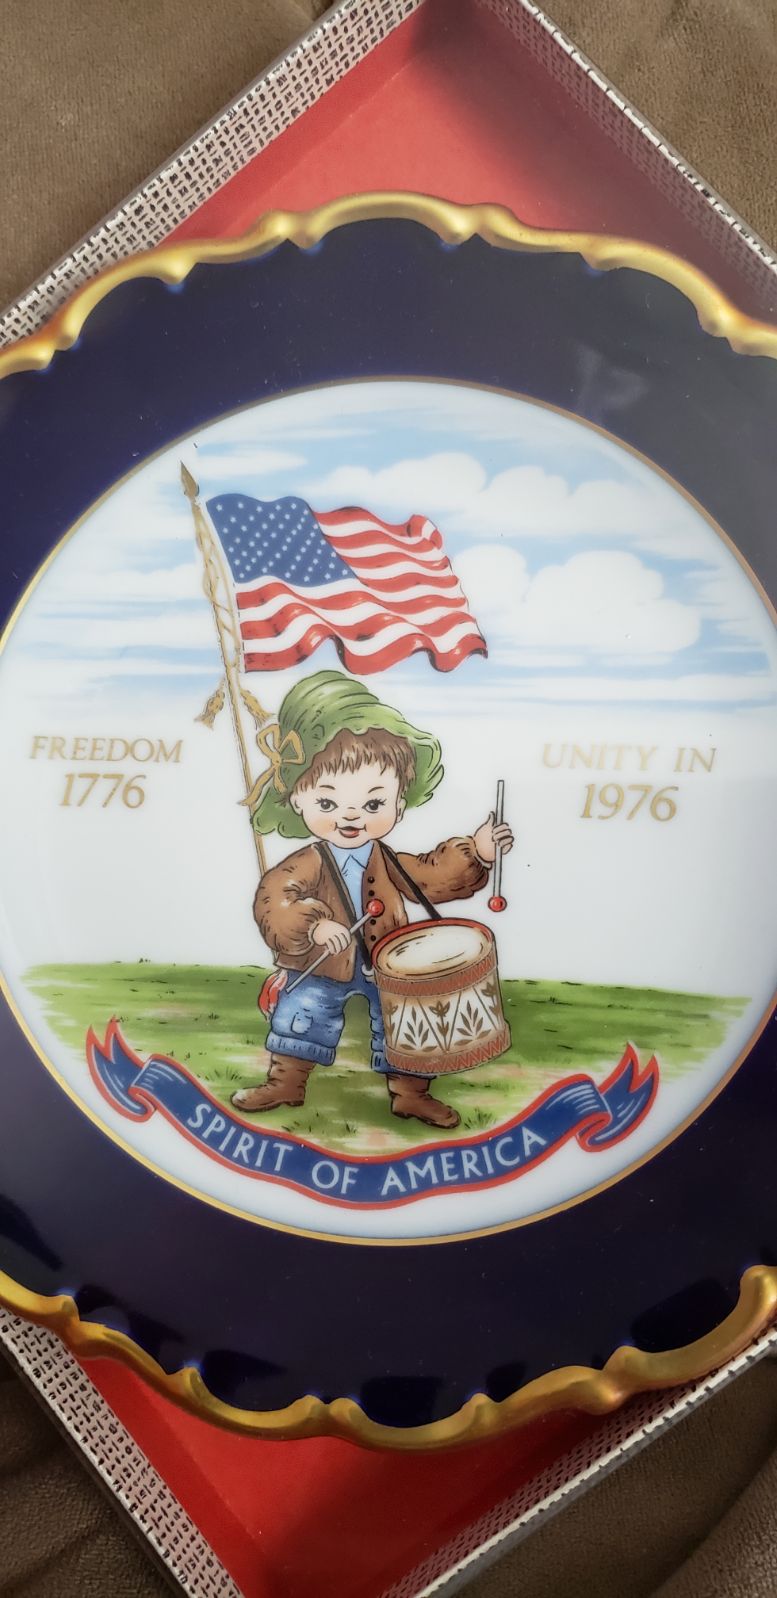 FREEDOM
1776
UNITY IN
1976
SPIRIT OF AMERICA